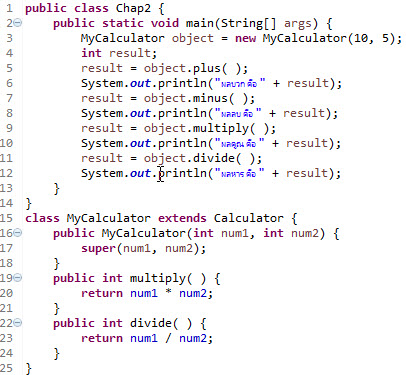 1 public class Chap2 {
2 public static void main(String[] args) {
3 MyCalculator object = new MyCalculator(10, 5);
4 int result;
5 result = object.plus( );
6 System.out.println("ผลบวก คือ " + result);
7 result = object.minus( );
8 System.out.println("ผลลบ คือ " + result);
9 result = object.multiply( );
10 System.out.println("ผลคูณ คือ " + result);
11 result = object.divide( );
12 System.out.println("ผลหาร คือ " + result);
13 }
14 }
15 class MyCalculator extends Calculator {
16 public MyCalculator(int num1, int num2) {
17 super(num1, num2);
18 }
19 public int multiply( ) {
20 return num1 * num2;
21 }
22 public int divide( ) {
23 return num1 / num2;
24 }
25 }